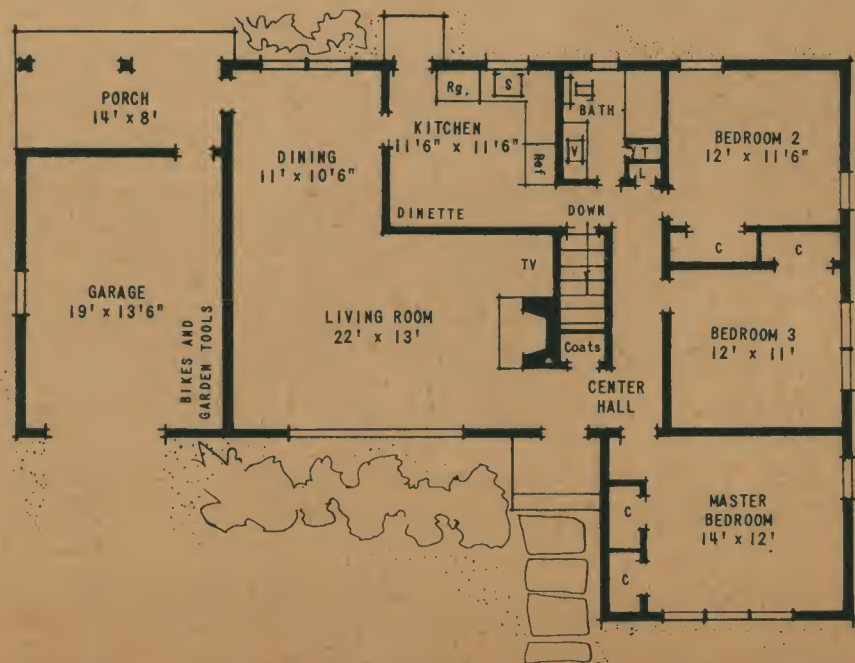 PORCH
14' x 8'
DINING
11' x 10'6"
Rg.
S
KITCHEN
11'6" x 11'6"
Ref
DINETTE
BATH
V
T
L
BEDROOM 2
12' x 11'6"
C
C
DOWN
GARAGE
19' x 13'6"
BIKES AND
GARDEN TOOLS
LIVING ROOM
22' x 13'
TV
Coats
CENTER
HALL
BEDROOM 3
12' x 11'
MASTER
BEDROOM
14' x 12'
C
C